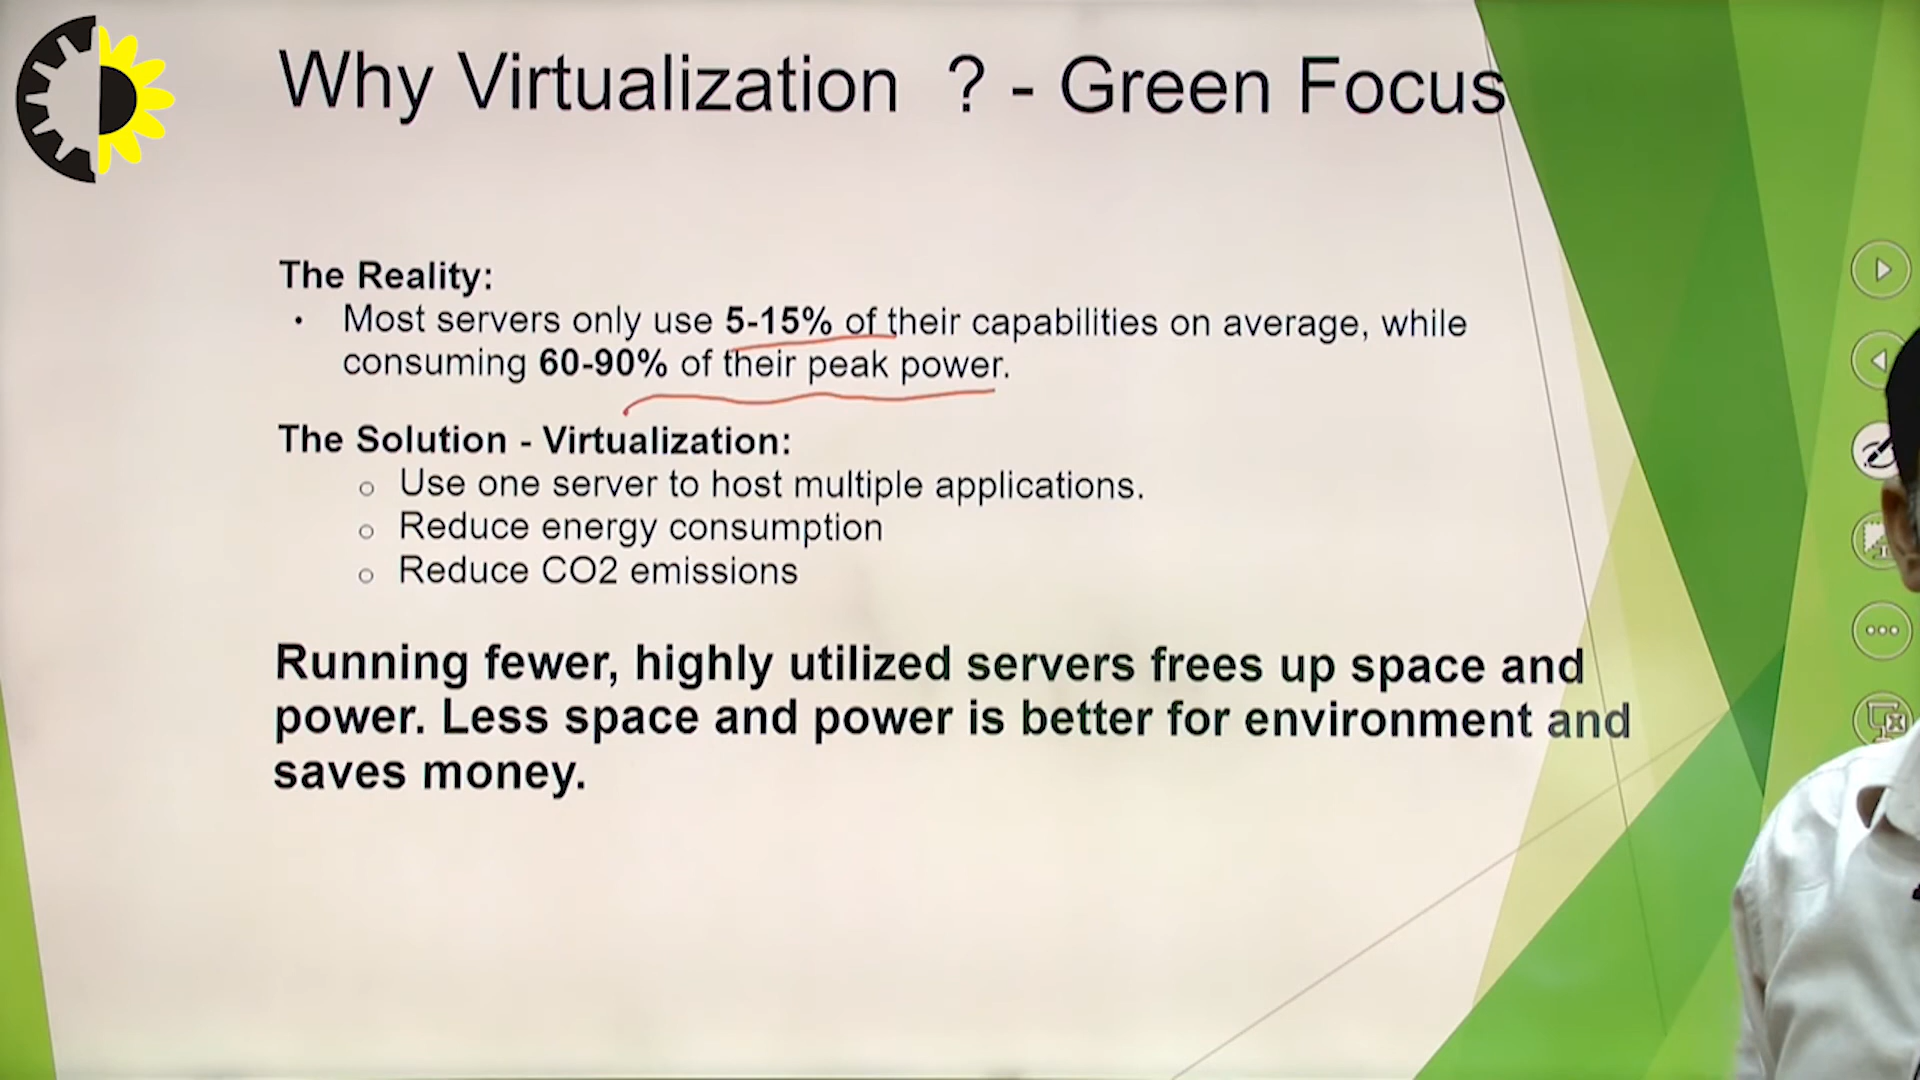 Why Virtualization ? - Green Focus
The Reality:
• Most servers only use 5-15% of their capabilities on average, while
consuming 60-90% of their peak power.
The Solution - Virtualization:
o Use one server to host multiple applications.
o Reduce energy consumption
o Reduce CO2 emissions
Running fewer, highly utilized servers frees up space and
power. Less space and power is better for environment and
saves money.